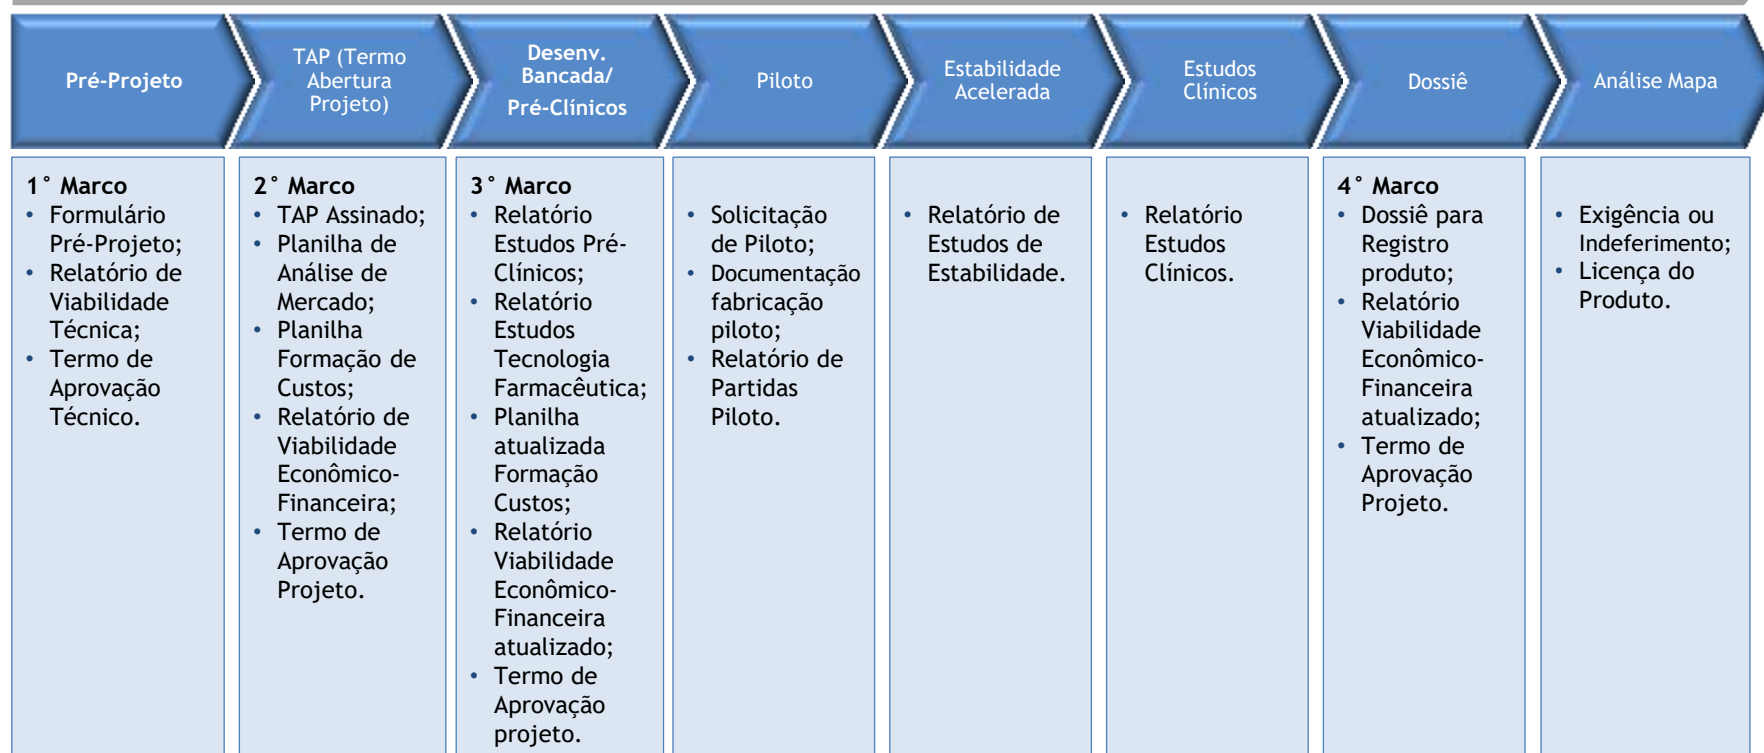 Pré-Projeto
TAP (Termo
Abertura
Projeto)
Desenv.
Bancada/
Pré-Clínicos
Piloto
Estabilidade
Acelerada
Estudos
Clínicos
Dossiê
Análise Mapa
1° Marco
• Formulário
Pré-Projeto;
• Relatório de
Viabilidade
Técnica;
• Termo de
Aprovação
Técnico.
2° Marco
• TAP Assinado;
• Planilha de
Análise de
Mercado;
• Planilha
Formação de
Custos;
• Relatório de
Viabilidade
Econômico-
Financeira;
• Termo de
Aprovação
Projeto.
3° Marco
• Relatório
Estudos Pré-
Clínicos;
• Relatório
Estudos
Tecnologia
Farmacêutica;
• Planilha
atualizada
Formação
Custos;
• Relatório
Viabilidade
Econômico-
Financeira
atualizado;
• Termo de
Aprovação
projeto.
• Solicitação
de Piloto;
• Documentação
fabricação
piloto;
• Relatório de
Partidas
Piloto.
• Relatório de
Estudos de
Estabilidade.
• Relatório
Estudos
Clínicos.
4° Marco
• Dossiê para
Registro
produto;
• Relatório
Viabilidade
Econômico-
Financeira
atualizado;
• Termo de
Aprovação
Projeto.
• Exigência ou
Indeferimento;
• Licença do
Produto.